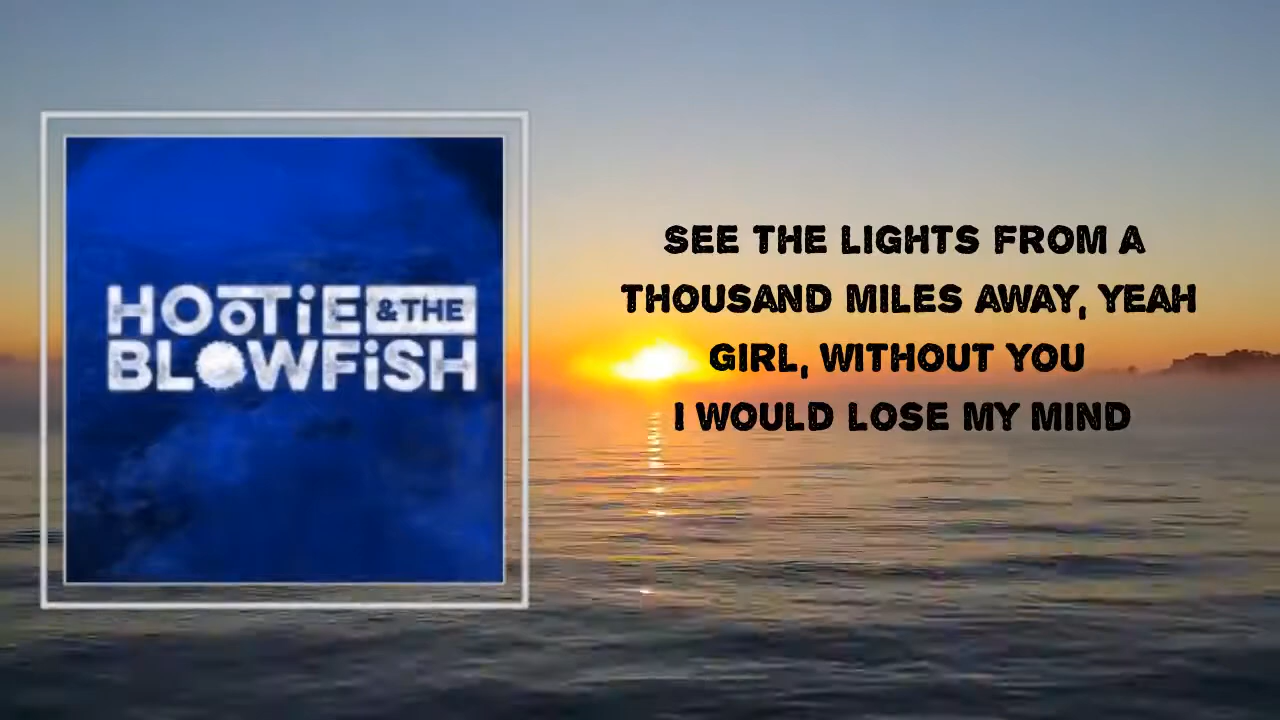 HOOTiE & THE
BLOWFiSH
SEE THE LIGHTS FROM A
THOUSAND MILES AWAY, YEAH
GIRL, WITHOUT YOU
I WOULD LOSE MY MIND